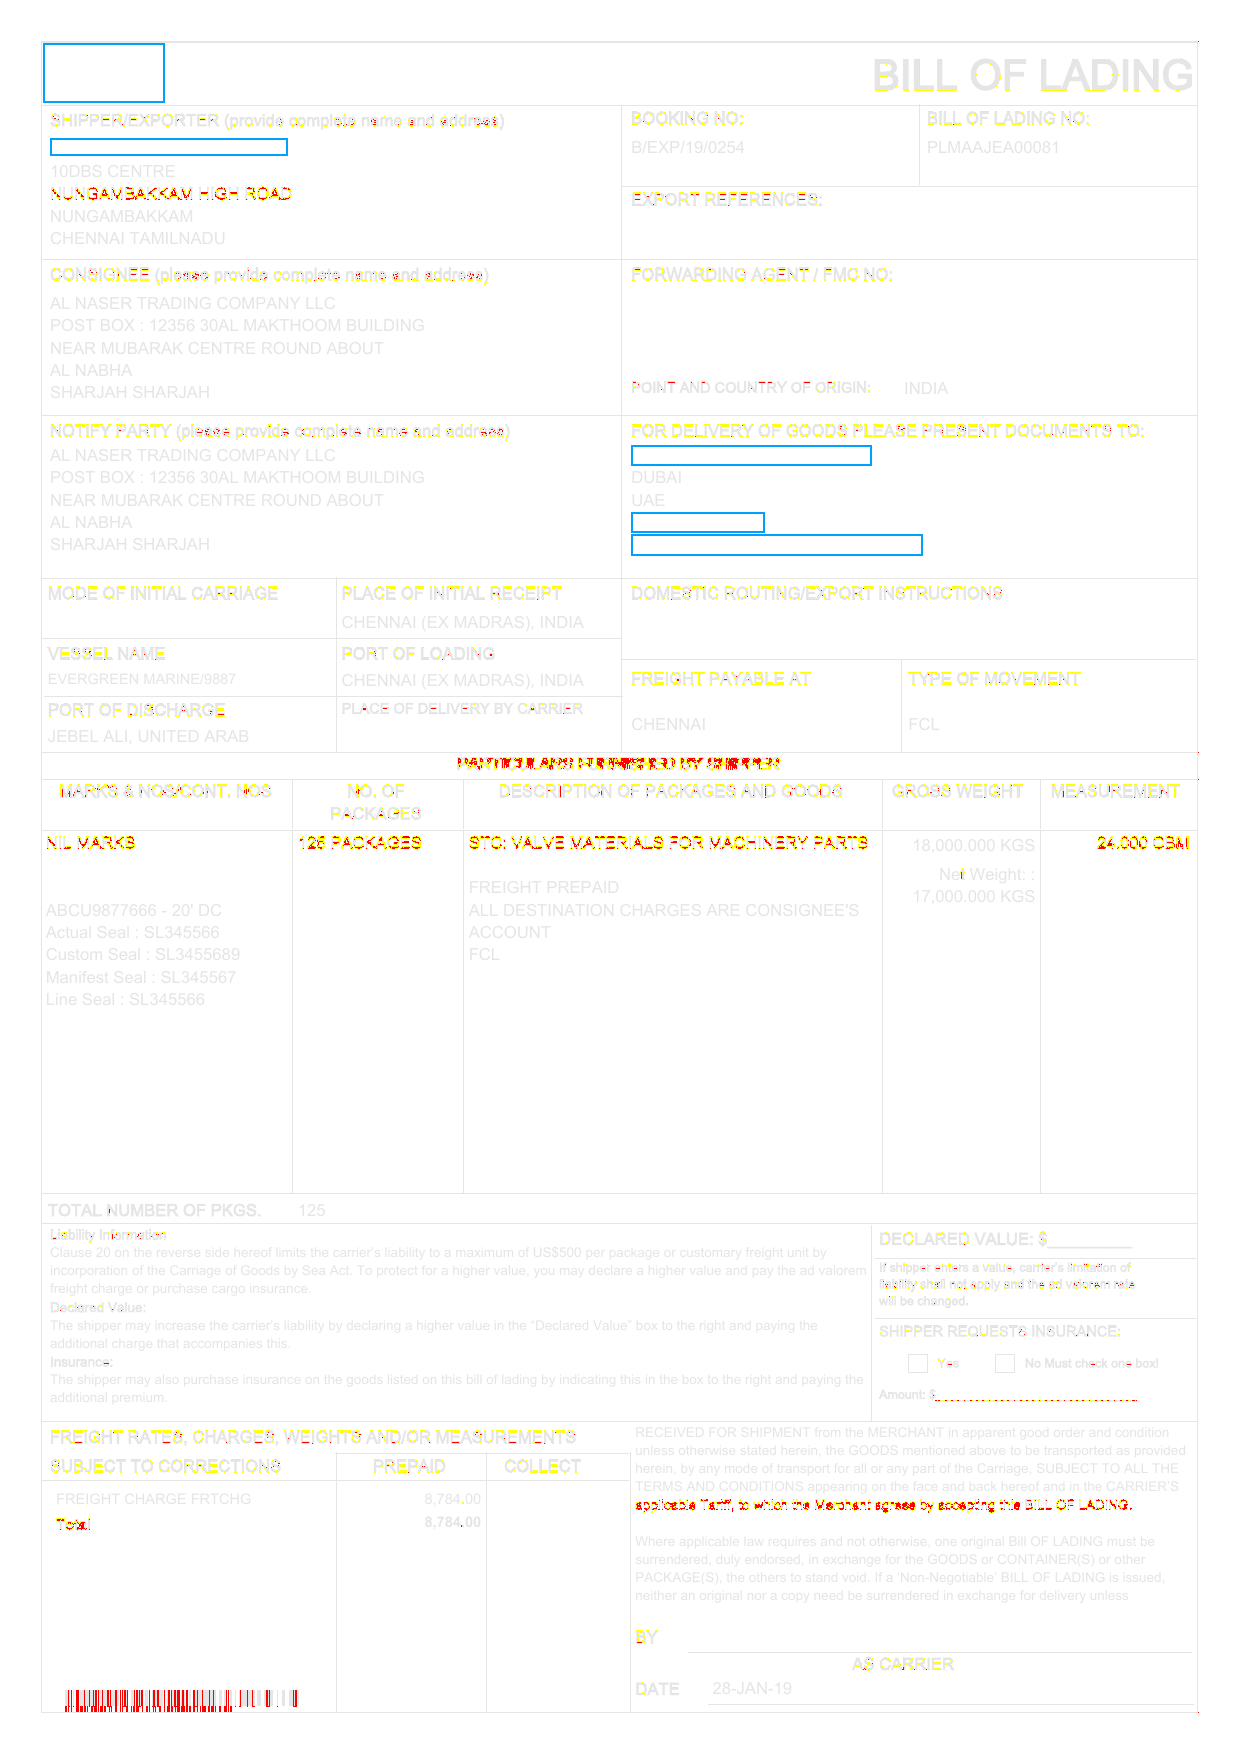 BILL OF LADING
SHIPPER/EXPORTER (provide complete name and address)
10DBS CENTRE
NUNGAMBAKKAM HIGH ROAD
NUNGAMBAKKAM
CHENNAI TAMILNADU
BOOKING NO:
B/EXP/19/0254
BILL OF LADING NO:
PLMAAJEA00081
EXPORT REFERENCES:
CONSIGNEE (please provide complete name and address)
AL NASER TRADING COMPANY LLC
POST BOX : 12356 30AL MAKTHOOM BUILDING
NEAR MUBARAK CENTRE ROUND ABOUT
AL NABHA
SHARJAH SHARJAH
FORWARDING AGENT / FMC NO:
POINT AND COUNTRY OF ORIGIN: INDIA
NOTIFY PARTY (please provide complete name and address)
AL NASER TRADING COMPANY LLC
POST BOX : 12356 30AL MAKTHOOM BUILDING
NEAR MUBARAK CENTRE ROUND ABOUT
AL NABHA
SHARJAH SHARJAH
FOR DELIVERY OF GOODS PLEASE PRESENT DOCUMENTS TO:
DUBAI
UAE
MODE OF INITIAL CARRIAGE
PLACE OF INITIAL RECEIPT
CHENNAI (EX MADRAS), INDIA
DOMESTIC ROUTING/EXPORT INSTRUCTIONS
VESSEL NAME
EVERGREEN MARINE/9887
PORT OF LOADING
CHENNAI (EX MADRAS), INDIA
FREIGHT PAYABLE AT
CHENNAI
TYPE OF MOVEMENT
FCL
PORT OF DISCHARGE
JEBEL ALI, UNITED ARAB
PLACE OF DELIVERY BY CARRIER
PARTICULARS FURNISHED BY SHIPPER
MARKS & NOS/CONT. NOS
NO. OF
PACKAGES
DESCRIPTION OF PACKAGES AND GOODS
GROSS WEIGHT
MEASUREMENT
NIL MARKS
ABCU9877666 - 20' DC
Actual Seal : SL345566
Custom Seal : SL3455689
Manifest Seal : SL345567
Line Seal : SL345566
125 PACKAGES
STC: VALVE MATERIALS FOR MACHINERY PARTS
FREIGHT PREPAID
ALL DESTINATION CHARGES ARE CONSIGNEE'S
ACCOUNT
FCL
18,000.000 KGS
Net Weight: :
17,000.000 KGS
24.000 CBM
TOTAL NUMBER OF PKGS. 125
Liability Information
Clause 20 on the reverse side hereof limits the carrier's liability to a maximum of US$500 per package or customary freight unit by
incorporation of the Carriage of Goods by Sea Act. To protect for a higher value, you may declare a higher value and pay the ad valorem
freight charge or purchase cargo insurance.
Declared Value:
The shipper may increase the carrier's liability by declaring a higher value in the “Declared Value” box to the right and paying the
additional charge that accompanies this.
Insurance:
The shipper may also purchase insurance on the goods listed on this bill of lading by indicating this in the box to the right and paying the
additional premium.
DECLARED VALUE: $__________
If shipper enters a value, carrier's limitation of
liability shall not apply and the ad valorem rate
will be changed.
SHIPPER REQUESTS INSURANCE:
Yes No Must check one box!
Amount: $
FREIGHT RATES, CHARGES, WEIGHTS AND/OR MEASUREMENTS
SUBJECT TO CORRECTIONS PREPAID COLLECT
FREIGHT CHARGE FRTCHG 8,784.00
Total 8,784.00
RECEIVED FOR SHIPMENT from the MERCHANT in apparent good order and condition
unless otherwise stated herein, the GOODS mentioned above to be transported as provided
herein, by any mode of transport for all or any part of the Carriage, SUBJECT TO ALL THE
TERMS AND CONDITIONS appearing on the face and back hereof and in the CARRIER'S
applicable Tariff, to which the Merchant agrees by accepting this BILL OF LADING.
Where applicable law requires and not otherwise, one original Bill OF LADING must be
surrendered, duly endorsed, in exchange for the GOODS or CONTAINER(S) or other
PACKAGE(S), the others to stand void. If a 'Non-Negotiable' BILL OF LADING is issued,
neither an original nor a copy need be surrendered in exchange for delivery unless
BY
AS CARRIER
DATE 28-JAN-19